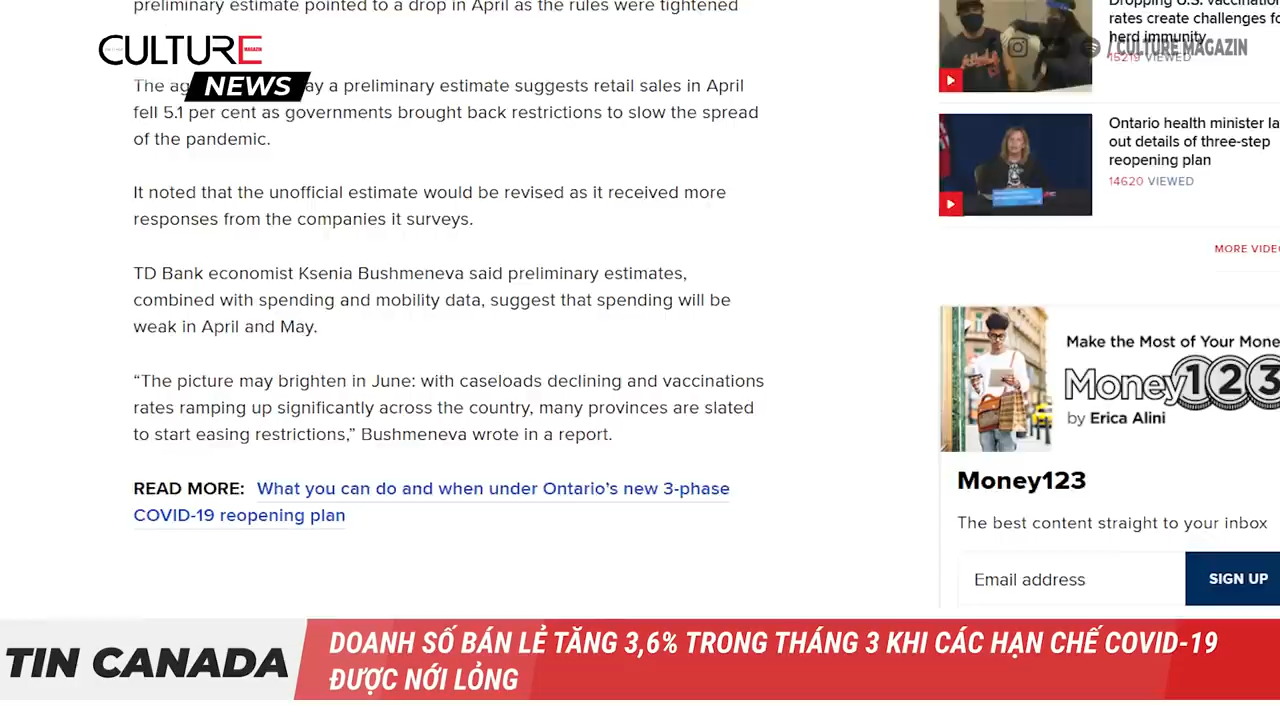 preliminary estimate pointed to a drop in April as the rules were tightened
CULTURE
MAGAZIN
NEWS
The ag ay a preliminary estimate suggests retail sales in April
fell 5.1 per cent as governments brought back restrictions to slow the spread
of the pandemic.
It noted that the unofficial estimate would be revised as it received more
responses from the companies it surveys.
TD Bank economist Ksenia Bushmeneva said preliminary estimates,
combined with spending and mobility data, suggest that spending will be
weak in April and May.
“The picture may brighten in June: with caseloads declining and vaccinations
rates ramping up significantly across the country, many provinces are slated
to start easing restrictions,” Bushmeneva wrote in a report.
READ MORE: What you can do and when under Ontario’s new 3-phase
COVID-19 reopening plan
Dropping U.S. vaccination
rates create challenges fo
herd immunity
/ CULTURE MAGAZIN
15219 VIEWED
Ontario health minister la
out details of three-step
reopening plan
14620 VIEWED
MORE VIDE
Make the Most of Your Mone
Money123
by Erica Alini
Money123
The best content straight to your inbox
Email address
SIGN UP
TIN CANADA
DOANH SỐ BÁN LẺ TĂNG 3,6% TRONG THÁNG 3 KHI CÁC HẠN CHẾ COVID-19
ĐƯỢC NỚI LỎNG